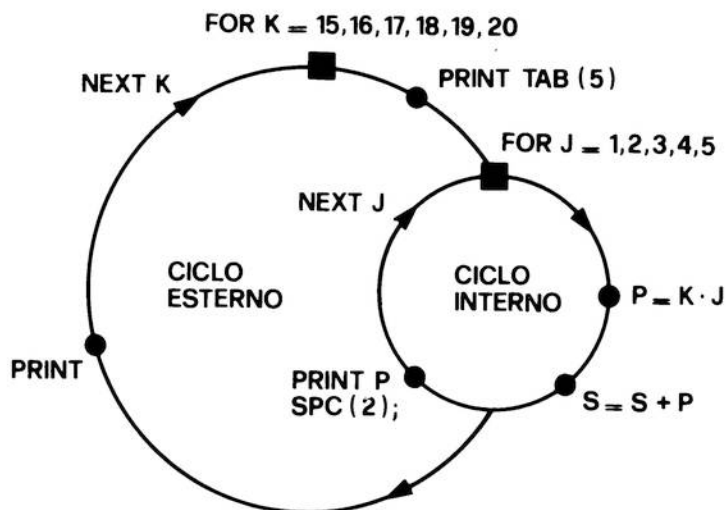 FOR K = 15,16,17,18,19,20
NEXT K
PRINT TAB (5)
FOR J = 1,2,3,4,5
NEXT J
CICLO
ESTERNO
CICLO
INTERNO
P = K · J
PRINT
PRINT P
SPC (2);
S = S + P